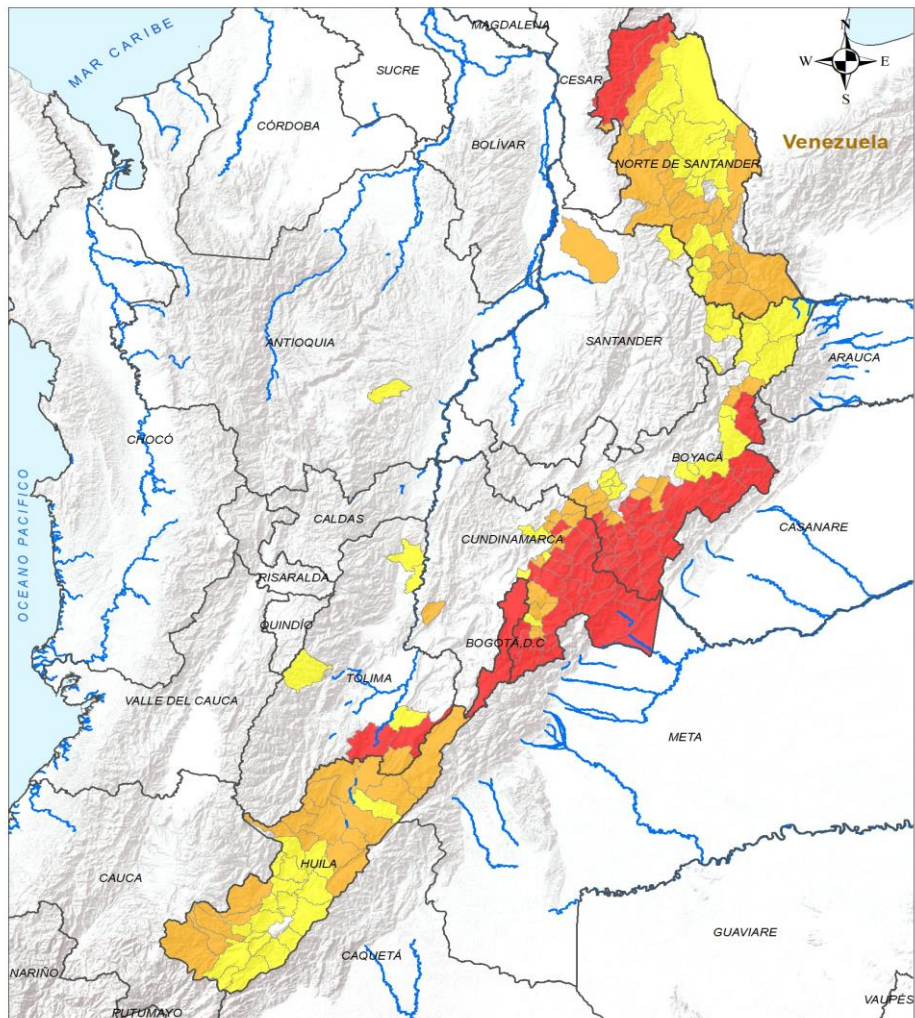 MAR CARIBE
MAGDALENA
N
W E
S
SUCRE
CESAR
CÓRDOBA
BOLÍVAR
Venezuela
NORTE DE SANTANDER
ANTIOQUIA
SANTANDER
ARAUCA
CHOCÓ
BOYACÁ
OCEANO PACIFICO
CALDAS
CUNDINAMARCA
CASANARE
RISARALDA
QUINDÍO
BOGOTÁ,D.C
TOLIMA
VALLE DEL CAUCA
META
HUILA
CAUCA
GUAVIARE
CAQUETÁ
NARIÑO
PUTUMAYO
VAUPÉS